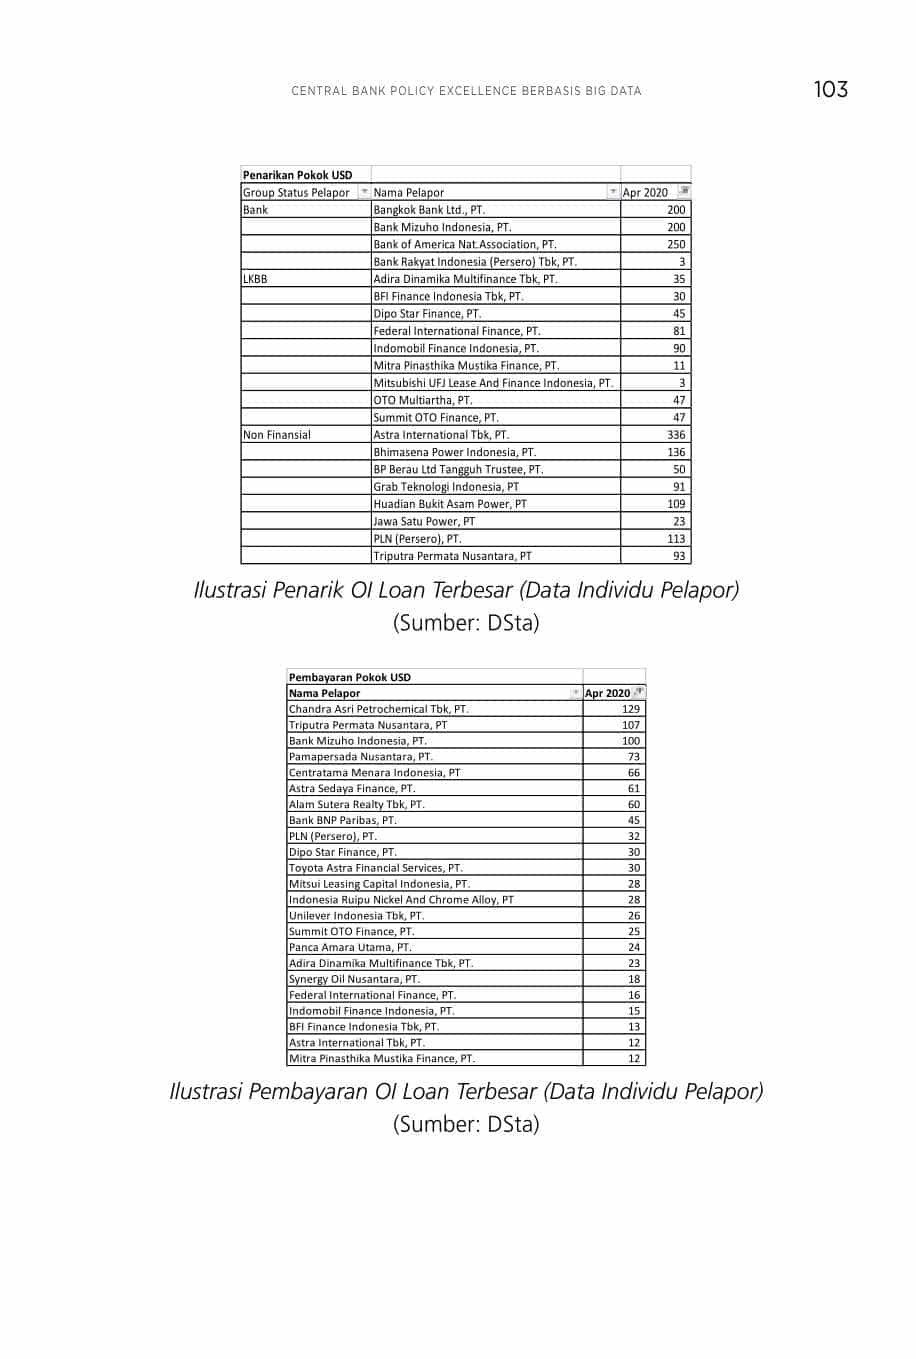 CENTRAL BANK POLICY EXCELLENCE BERBASIS BIG DATA 103
Penarikan Pokok USD
Group Status Pelapor Nama Pelapor Apr 2020
Bank Bangkok Bank Ltd., PT. 200
Bank Mizuho Indonesia, PT. 200
Bank of America Nat.Association, PT. 250
Bank Rakyat Indonesia (Persero) Tbk, PT. 3
LKBB Adira Dinamika Multifinance Tbk, PT. 35
BFI Finance Indonesia Tbk, PT. 30
Dipo Star Finance, PT. 45
Federal International Finance, PT. 81
Indomobil Finance Indonesia, PT. 90
Mitra Pinasthika Mustika Finance, PT. 11
Mitsubishi UFJ Lease And Finance Indonesia, PT. 3
OTO Multiartha, PT. 47
Summit OTO Finance, PT. 47
Non Finansial Astra International Tbk, PT. 336
Bhimasena Power Indonesia, PT. 136
BP Berau Ltd Tangguh Trustee, PT. 50
Grab Teknologi Indonesia, PT 91
Huadian Bukit Asam Power, PT 109
Jawa Satu Power, PT 23
PLN (Persero), PT. 113
Triputra Permata Nusantara, PT 93
Ilustrasi Penarik OI Loan Terbesar (Data Individu Pelapor)
(Sumber: DSta)
Pembayaran Pokok USD
Nama Pelapor Apr 2020
Chandra Asri Petrochemical Tbk, PT. 129
Triputra Permata Nusantara, PT 107
Bank Mizuho Indonesia, PT. 100
Pamapersada Nusantara, PT. 73
Centratama Menara Indonesia, PT 66
Astra Sedaya Finance, PT. 61
Alam Sutera Realty Tbk, PT. 60
Bank BNP Paribas, PT. 45
PLN (Persero), PT. 32
Dipo Star Finance, PT. 30
Toyota Astra Financial Services, PT. 30
Mitsui Leasing Capital Indonesia, PT. 28
Indonesia Ruipu Nickel And Chrome Alloy, PT 28
Unilever Indonesia Tbk, PT. 26
Summit OTO Finance, PT. 25
Panca Amara Utama, PT. 24
Adira Dinamika Multifinance Tbk, PT. 23
Synergy Oil Nusantara, PT. 18
Federal International Finance, PT. 16
Indomobil Finance Indonesia, PT. 15
BFI Finance Indonesia Tbk, PT. 13
Astra International Tbk, PT. 12
Mitra Pinasthika Mustika Finance, PT. 12
Ilustrasi Pembayaran OI Loan Terbesar (Data Individu Pelapor)
(Sumber: DSta)